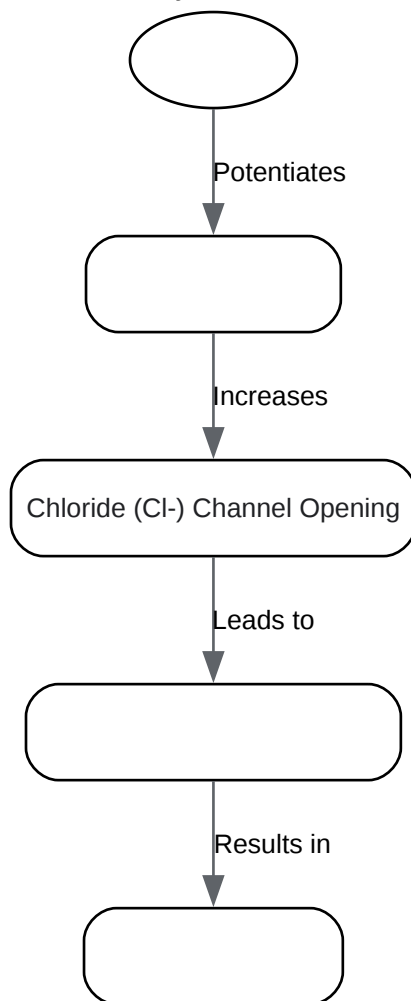 Potentiates
Increases
Chloride (Cl-) Channel Opening
Leads to
Results in